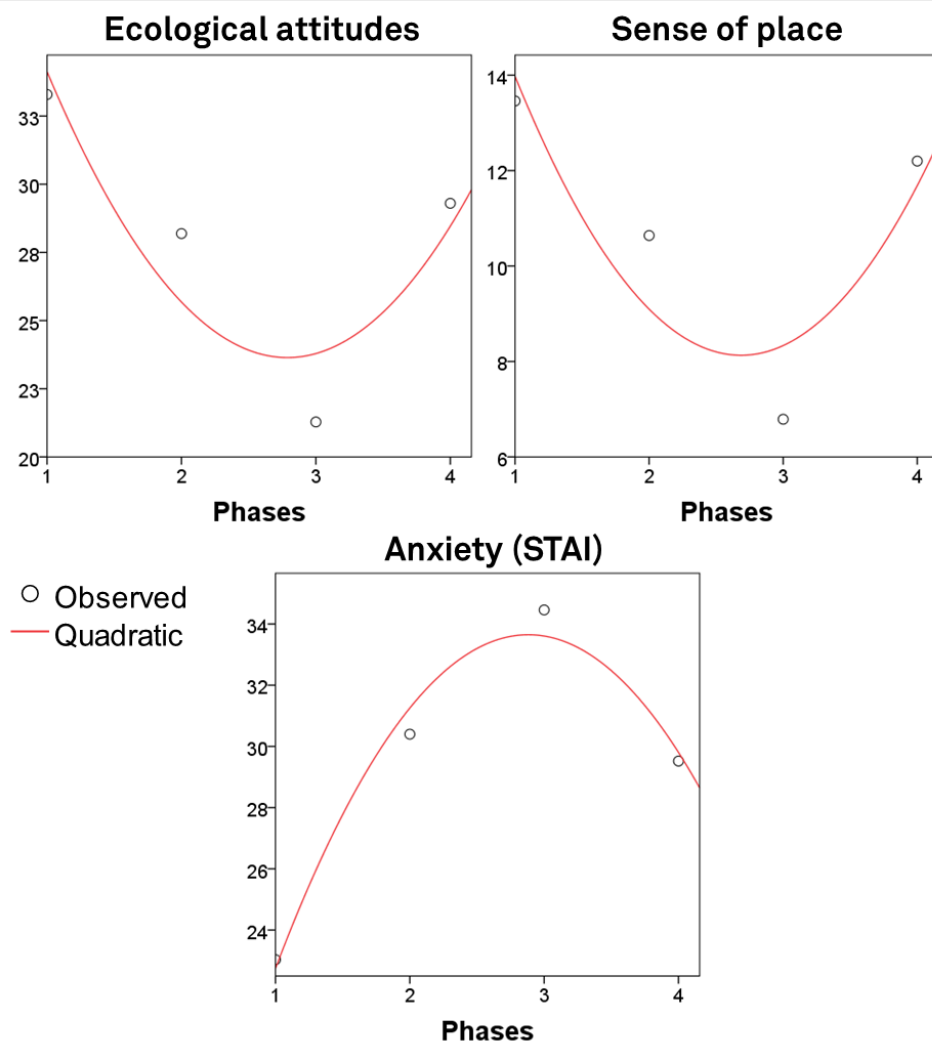 Ecological attitudes
33
30
28
25
23
20
1 2 3 4
Phases
Sense of place
14
12
10
8
6
1 2 3 4
Phases
Anxiety (STAI)
Observed
Quadratic
34
32
30
28
26
24
1 2 3 4
Phases